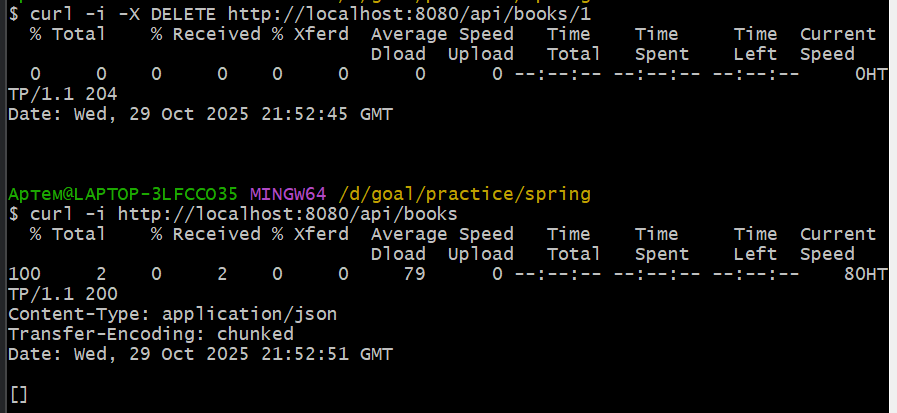 $ curl -i -X DELETE http://localhost:8080/api/books/1
  % Total    % Received % Xferd  Average Speed   Time    Time     Time  Current
                                 Dload  Upload   Total   Spent    Left  Speed
  0     0    0     0    0     0      0      0 --:--:-- --:--:-- --:--:--     0HT
TP/1.1 204
Date: Wed, 29 Oct 2025 21:52:45 GMT
Артем@LAPTOP-3LFCCO35 MINGW64 /d/goal/practice/spring
$ curl -i http://localhost:8080/api/books
  % Total    % Received % Xferd  Average Speed   Time    Time     Time  Current
                                 Dload  Upload   Total   Spent    Left  Speed
100     2    0     2    0     0     79      0 --:--:-- --:--:-- --:--:--    80HT
TP/1.1 200
Content-Type: application/json
Transfer-Encoding: chunked
Date: Wed, 29 Oct 2025 21:52:51 GMT
[]